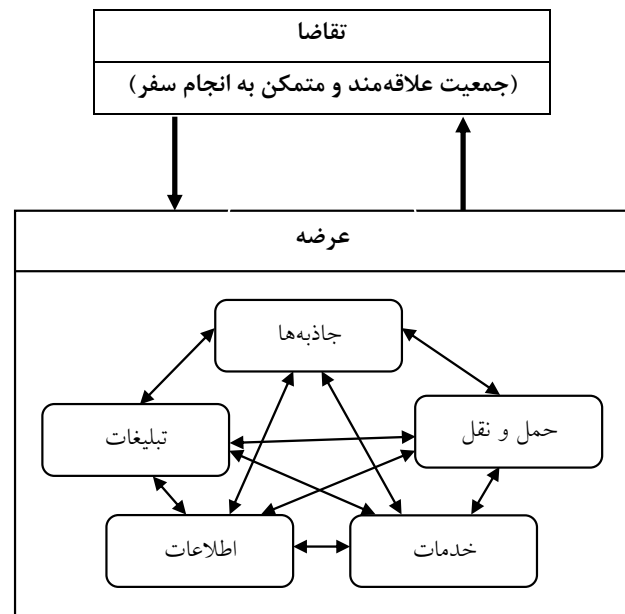 تقاضا
(جمعیت علاقه‌مند و متمکن به انجام سفر)
عرضه
جاذبه‌ها
حمل و نقل
تبلیغات
خدمات
اطلاعات